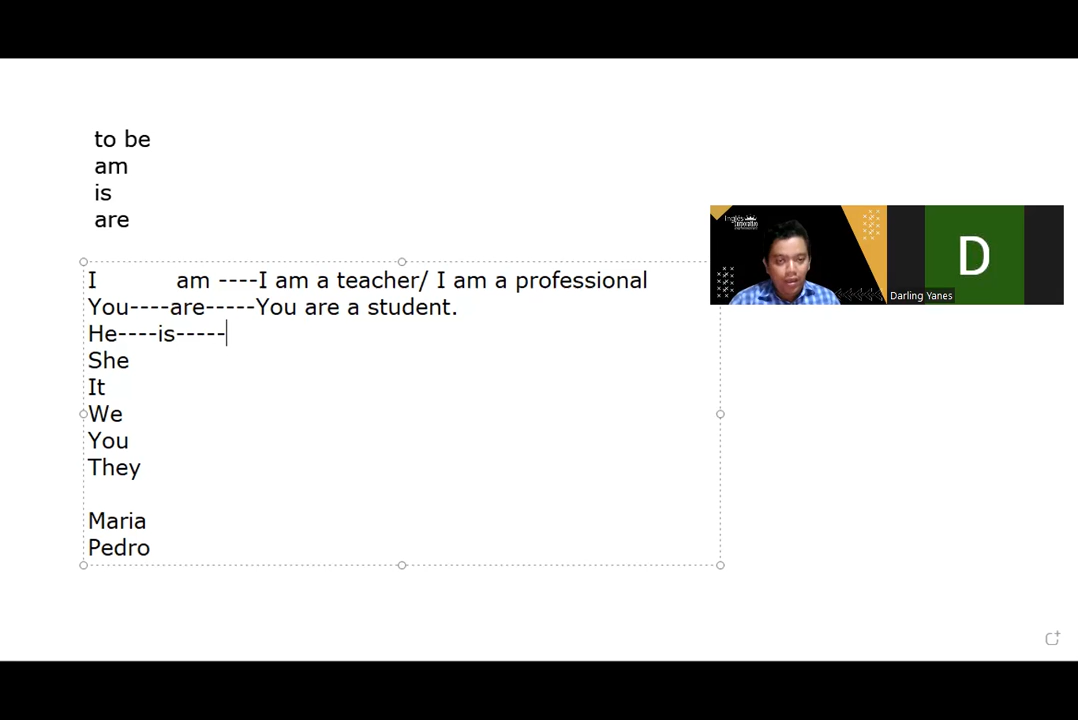 to be
am
is
are
I am ----I am a teacher/ I am a professional
You----are-----You are a student.
He----is-----
She
It
We
You
They
Maria
Pedro
Inglés
D
Darling Yanes